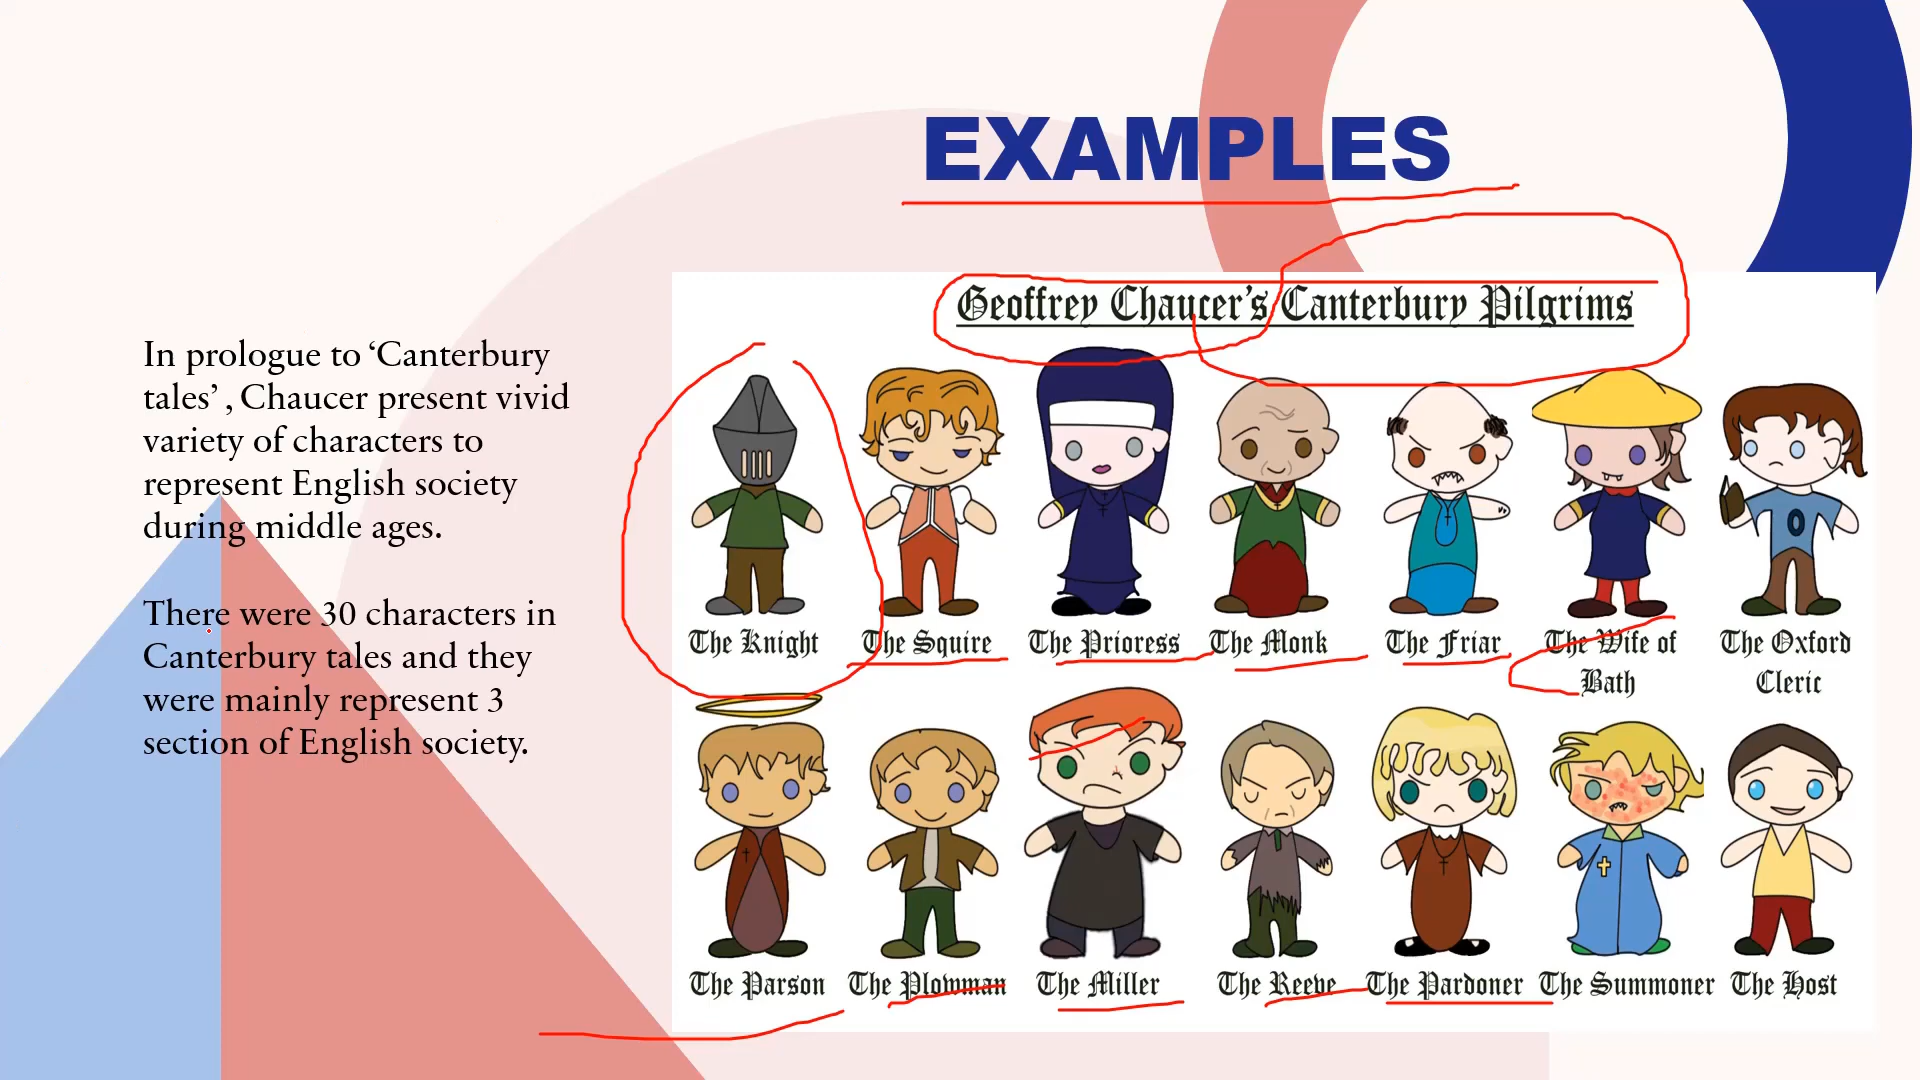 EXAMPLES
In prologue to ‘Canterbury
tales’ , Chaucer present vivid
variety of characters to
represent English society
during middle ages.
There were 30 characters in
Canterbury tales and they
were mainly represent 3
section of English society.
Geoffrey Chaucer’s Canterbury Pilgrims
The Knight
The Squire
The Prioress
The Monk
The Friar
The Wife of
Bath
The Oxford
Cleric
The Parson
The Plowman
The Miller
The Reeve
The Pardoner
The Summoner
The Host